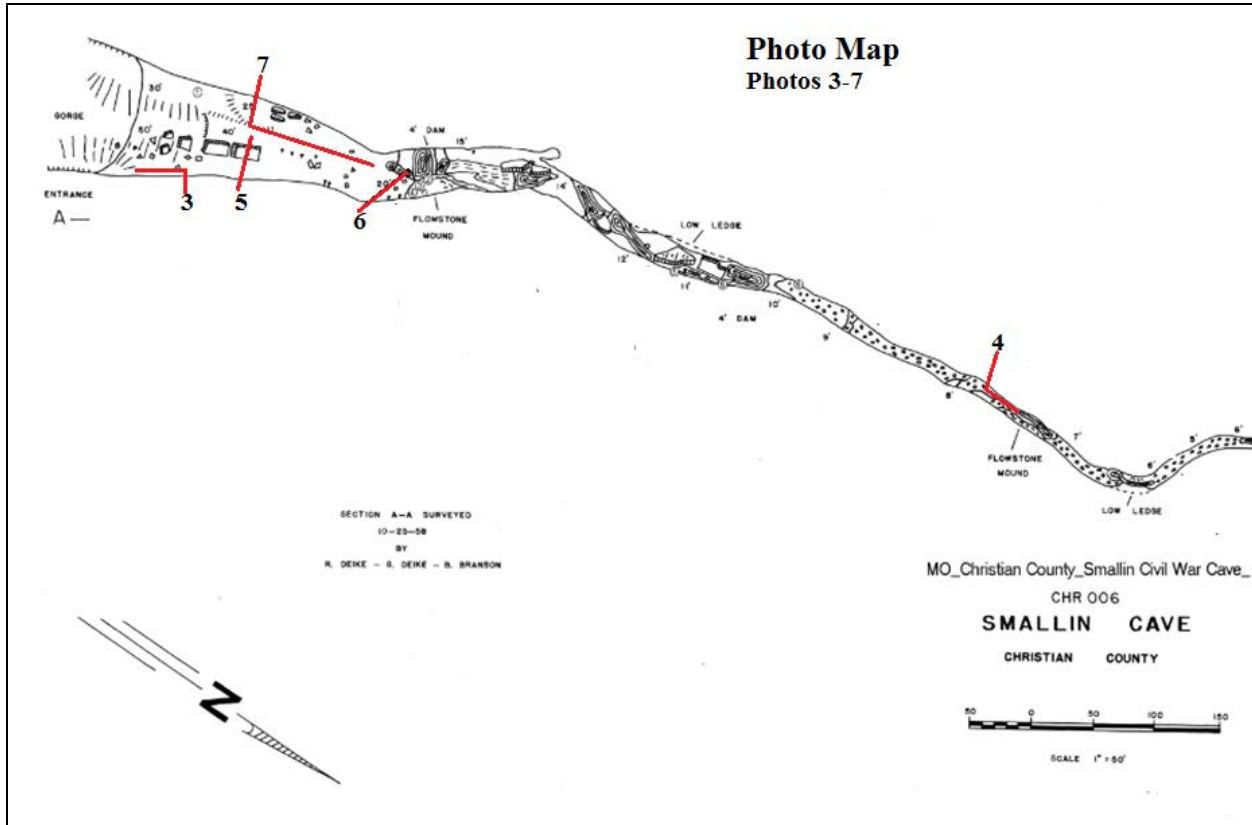 Photo Map
Photos 3-7
7
30'
25'
GORGE
50'
40'
4' DAM
15'
3
5
6
20'
ENTRANCE
A —
FLOWSTONE
MOUND
14'
LOW LEDGE
12'
11'
10'
4' DAM
9'
4
8'
7'
FLOWSTONE
MOUND
6'
5'
6'
LOW LEDGE
SECTION A-A SURVEYED
10-25-58
BY
R. DEIKE - G. DEIKE - B. BRANSON
MO_Christian County_Smallin Civil War Cave_
CHR 006
SMALLIN CAVE
CHRISTIAN COUNTY
N
50 0 50 100 150
SCALE 1" = 50'